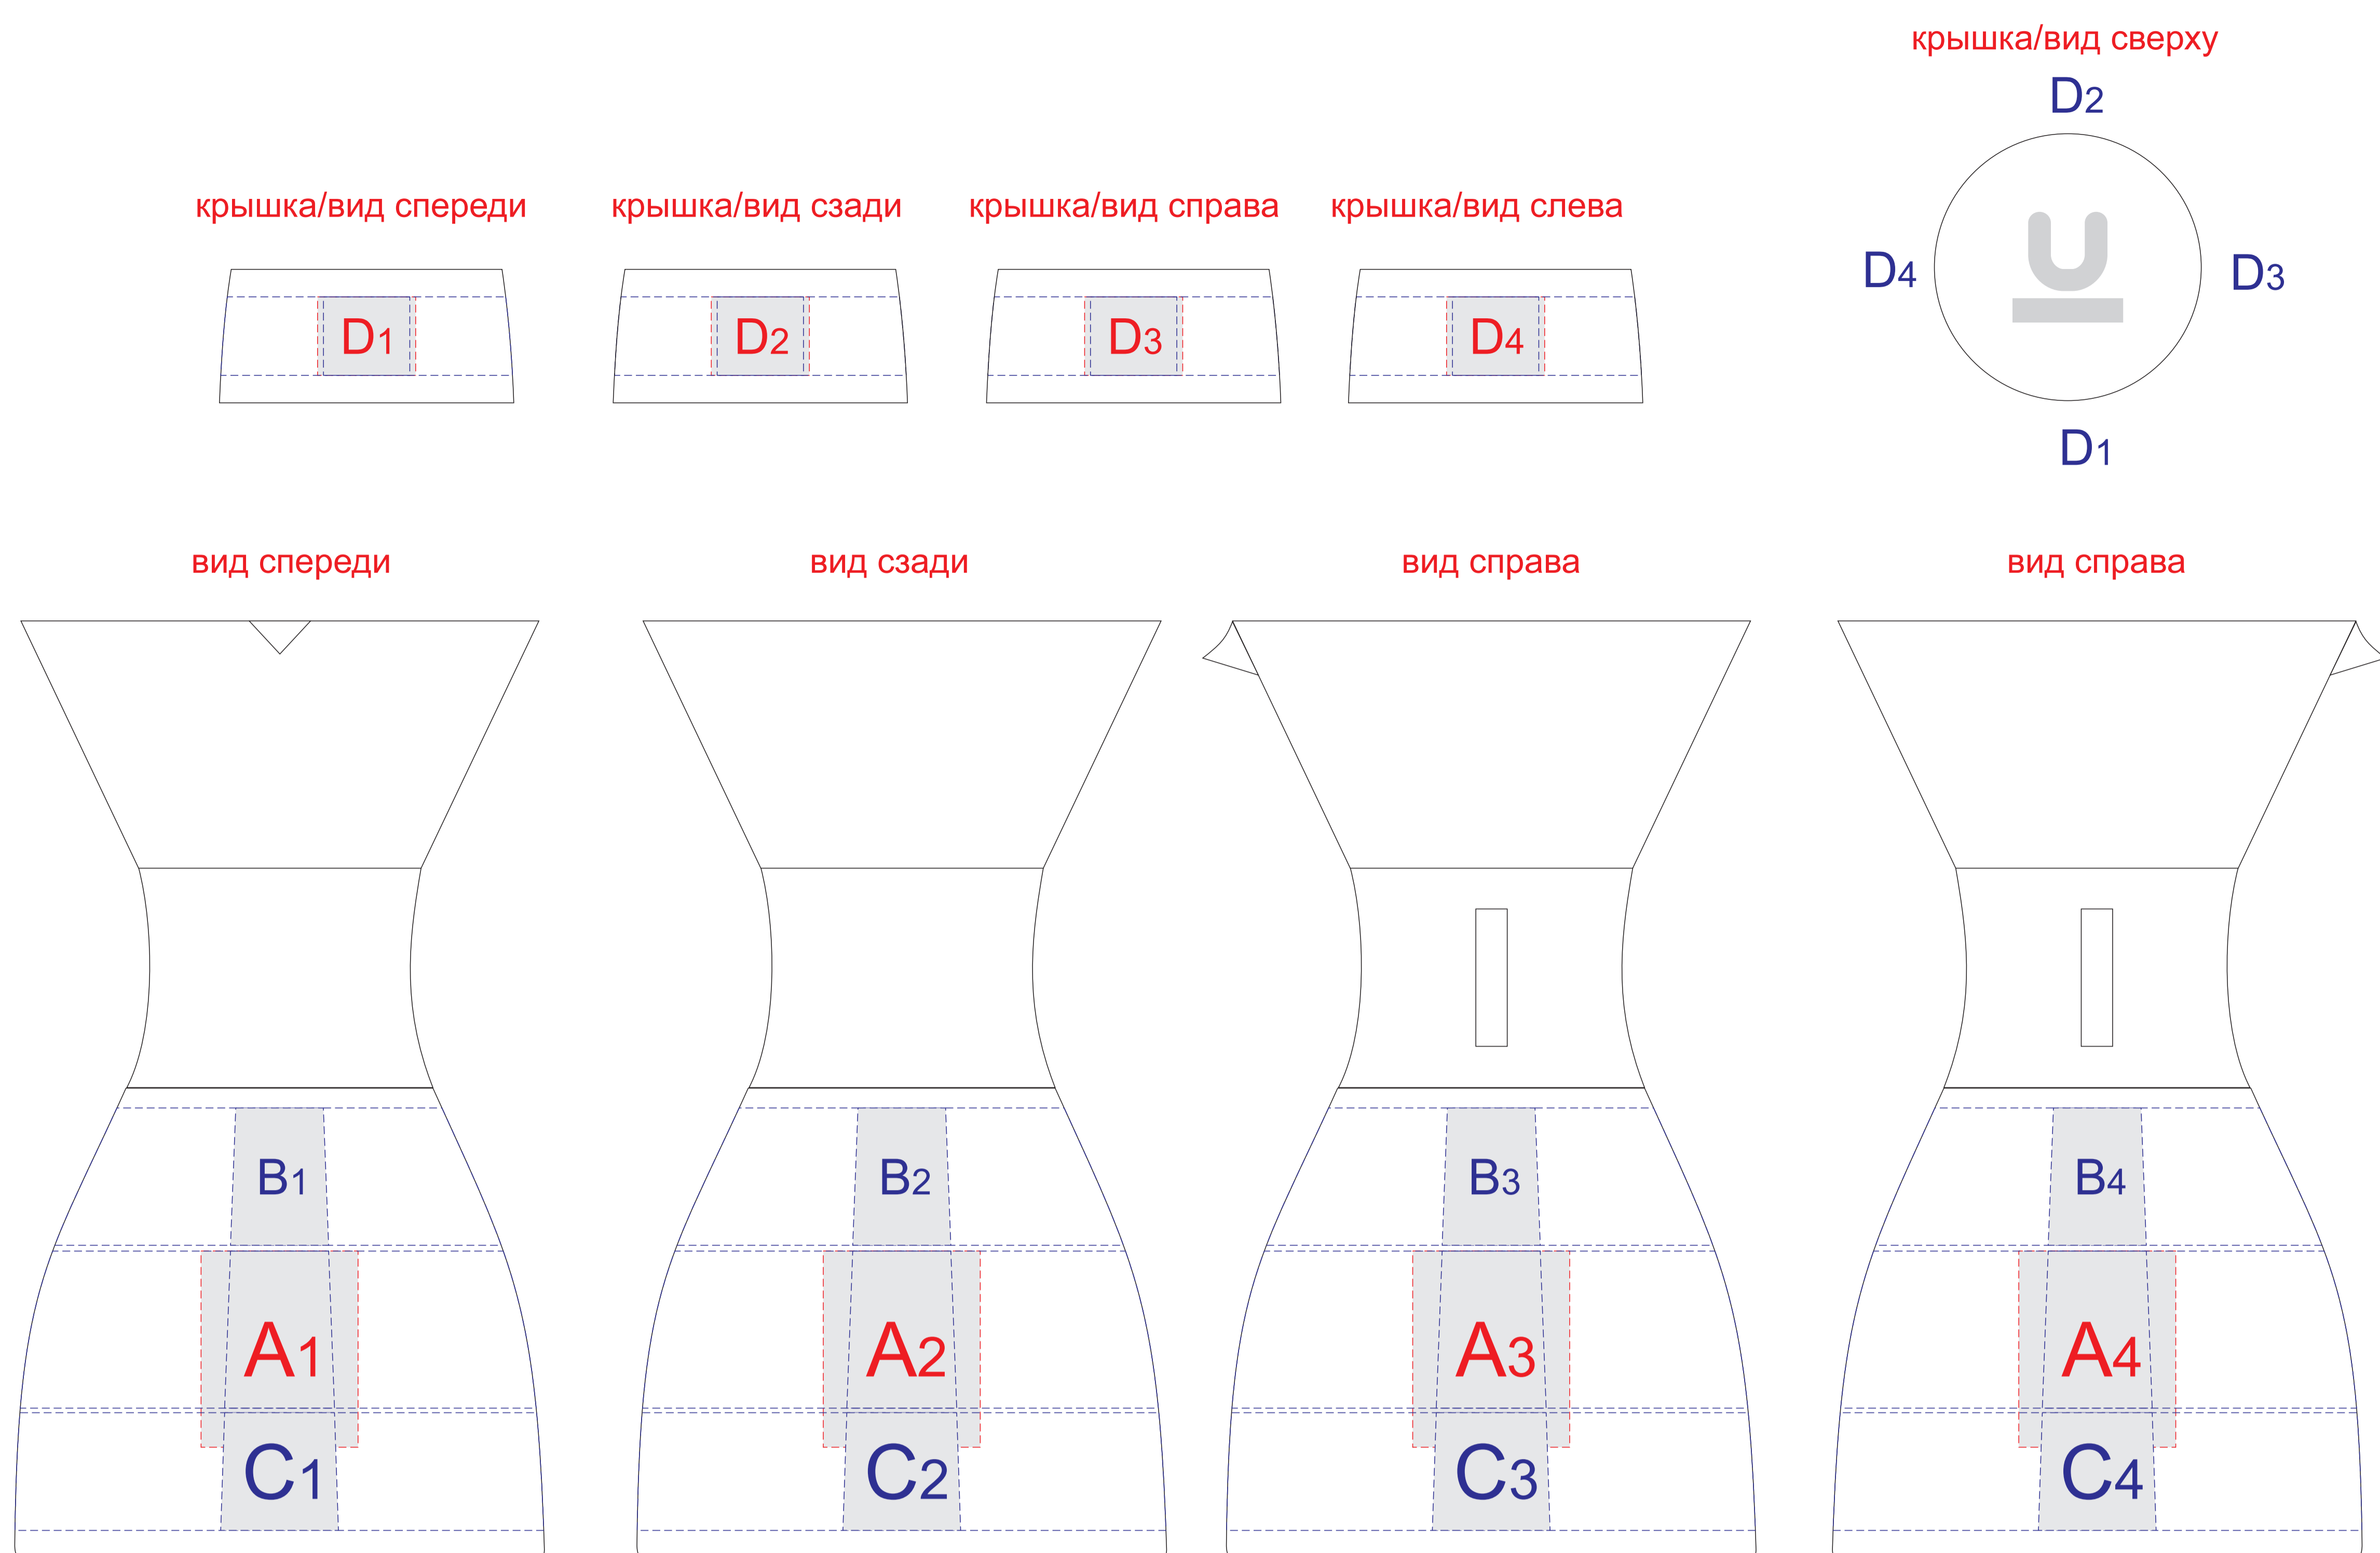 крышка/вид сверху
D2
крышка/вид спереди
крышка/вид сзади
крышка/вид справа
крышка/вид слева
D4
D3
D1
D2
D3
D4
D1
вид спереди
вид сзади
вид справа
вид справа
B1
B2
B3
B4
A1
A2
A3
A4
C1
C2
C3
C4